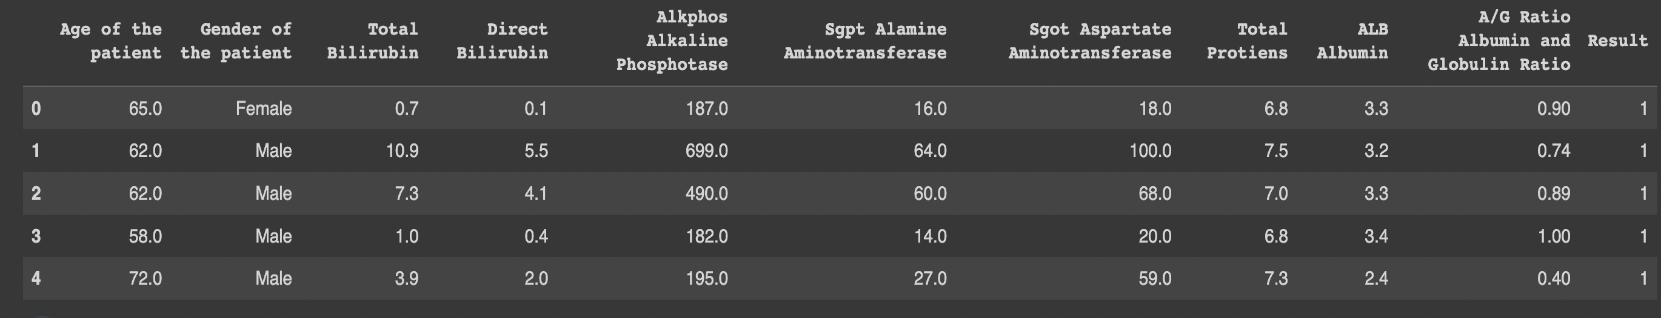 Age of the patient Gender of the patient Total Bilirubin Direct Bilirubin Alkphos Alkaline Phosphotase Sgpt Alamine Aminotransferase Sgot Aspartate Aminotransferase Total Protiens ALB Albumin A/G Ratio Albumin and Globulin Ratio Result
0 65.0 Female 0.7 0.1 187.0 16.0 18.0 6.8 3.3 0.90 1
1 62.0 Male 10.9 5.5 699.0 64.0 100.0 7.5 3.2 0.74 1
2 62.0 Male 7.3 4.1 490.0 60.0 68.0 7.0 3.3 0.89 1
3 58.0 Male 1.0 0.4 182.0 14.0 20.0 6.8 3.4 1.00 1
4 72.0 Male 3.9 2.0 195.0 27.0 59.0 7.3 2.4 0.40 1